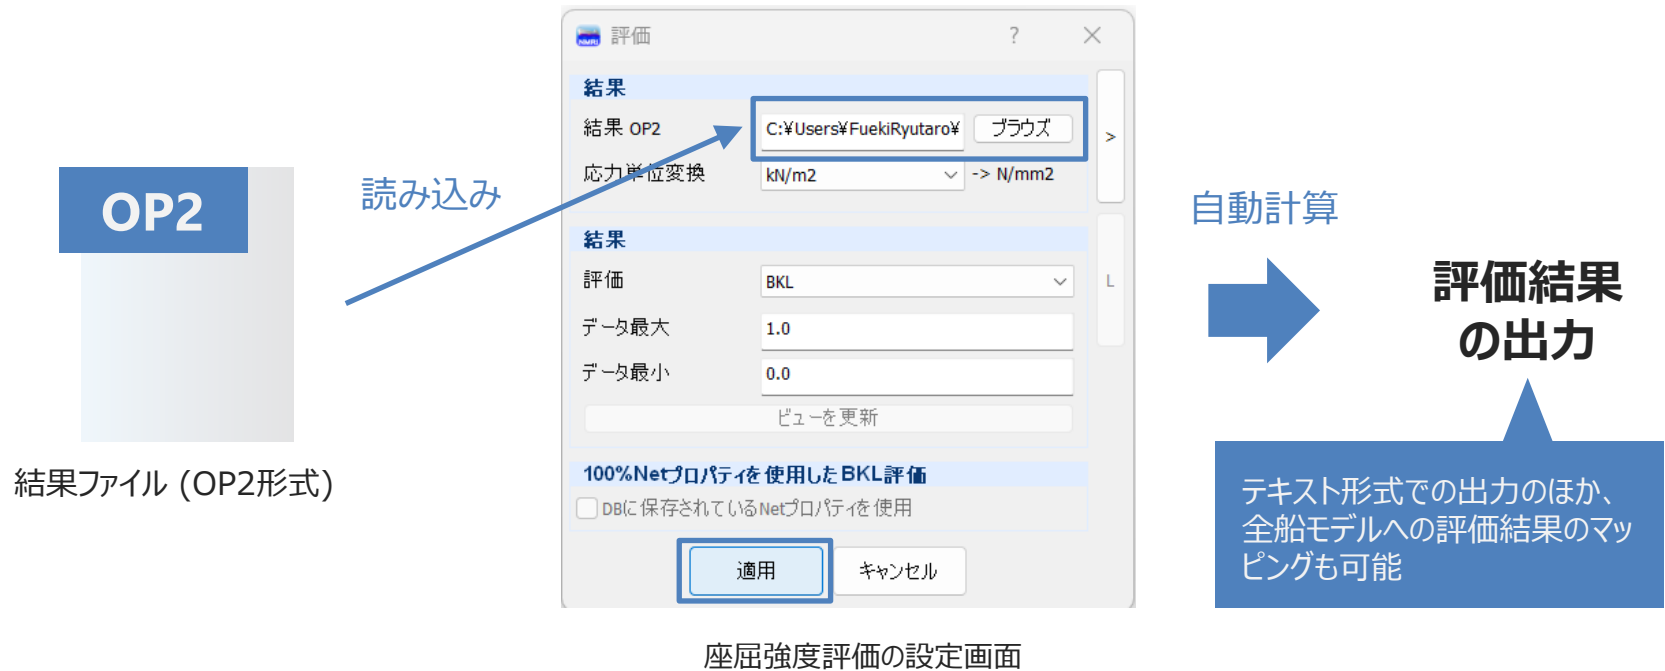 OP2
結果ファイル (OP2形式)
読み込み
NMRI
評価
?
結果
結果 OP2
C:¥Users¥FuekiRyutaro¥
ブラウズ
>
応力単位変換
kN/m2
-> N/mm2
結果
評価
BKL
L
データ最大
1.0
データ最小
0.0
ビューを更新
100%Netプロパティを使用したBKL評価
DBに保存されているNetプロパティを使用
適用
キャンセル
座屈強度評価の設定画面
自動計算
評価結果
の出力
テキスト形式での出力のほか、
全船モデルへの評価結果のマッ
ピングも可能